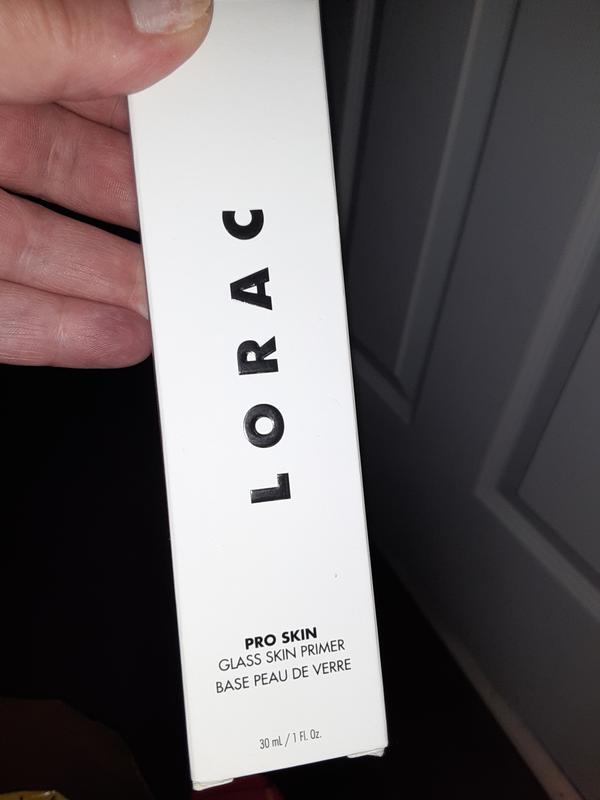 LORAC
PRO SKIN
GLASS SKIN PRIMER
BASE PEAU DE VERRE
30 mL / 1 Fl. Oz.